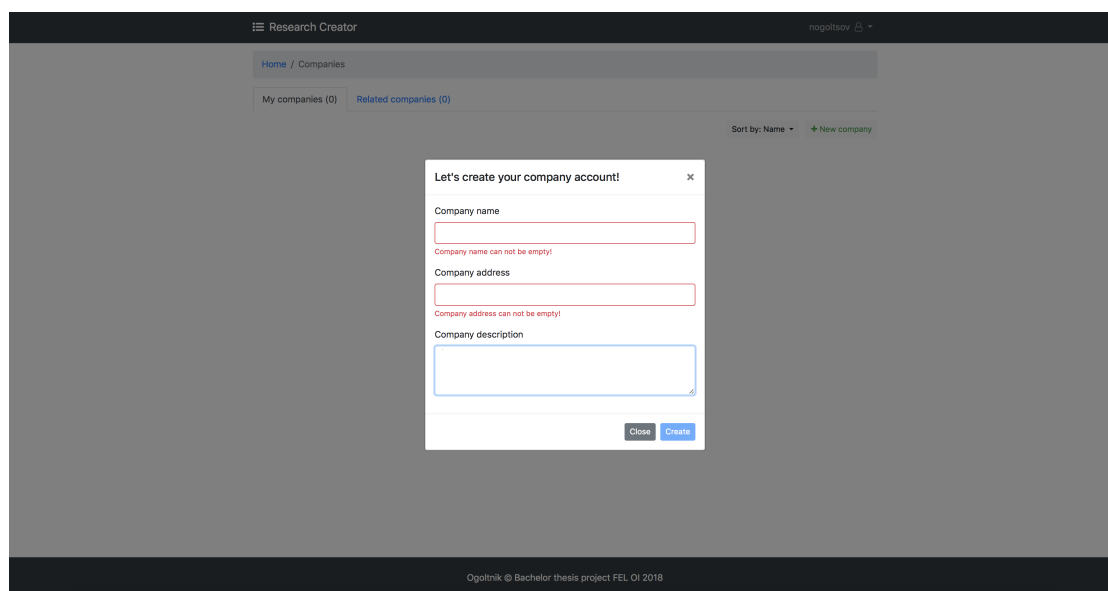 Research Creator
nogoltsov
Home / Companies
My companies (0)
Related companies (0)
Sort by: Name
+ New company
Let's create your company account!
×
Company name
Company name can not be empty!
Company address
Company address can not be empty!
Company description
Close
Create
Ogoltnik © Bachelor thesis project FEL OI 2018